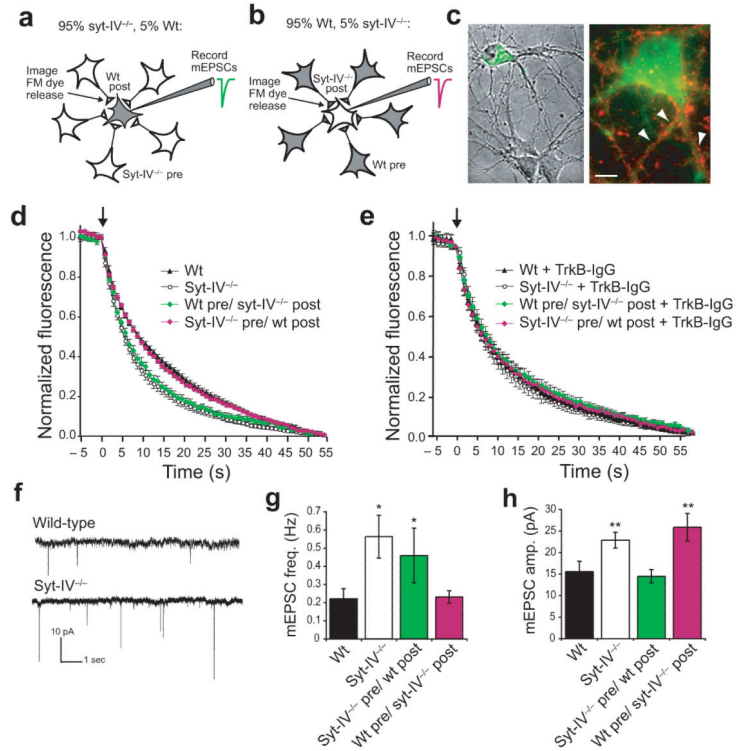 a
95% syt-IV⁻/⁻, 5% Wt:
Wt
post
Record
mEPSCs
Image
FM dye
release
Syt-IV⁻/⁻ pre
b
95% Wt, 5% syt-IV⁻/⁻:
Syt-IV⁻/⁻
post
Record
mEPSCs
Image
FM dye
release
Wt pre
c
d
Normalized fluorescence
1.0
0.8
0.6
0.4
0.2
0.0
Wt
Syt-IV⁻/⁻
Wt pre/ syt-IV⁻/⁻ post
Syt-IV⁻/⁻ pre/ wt post
– 5 0 5 10 15 20 25 30 35 40 45 50 55
Time (s)
e
Normalized fluorescence
1.0
0.8
0.6
0.4
0.2
0.0
Wt + TrkB-IgG
Syt-IV⁻/⁻ + TrkB-IgG
Wt pre/ syt-IV⁻/⁻ post + TrkB-IgG
Syt-IV⁻/⁻ pre/ wt post + TrkB-IgG
– 5 0 5 10 15 20 25 30 35 40 45 50 55
Time (s)
f
Wild-type
Syt-IV⁻/⁻
10 pA
1 sec
g
mEPSC freq. (Hz)
0.7
0.6
0.5
0.4
0.3
0.2
0.1
0
*
*
Wt
Syt-IV⁻/⁻
Syt-IV⁻/⁻ pre/ wt post
Wt pre/ syt-IV⁻/⁻ post
h
mEPSC amp. (pA)
35
30
25
20
15
10
5
0
**
**
Wt
Syt-IV⁻/⁻
Syt-IV⁻/⁻ pre/ wt post
Wt pre/ syt-IV⁻/⁻ post